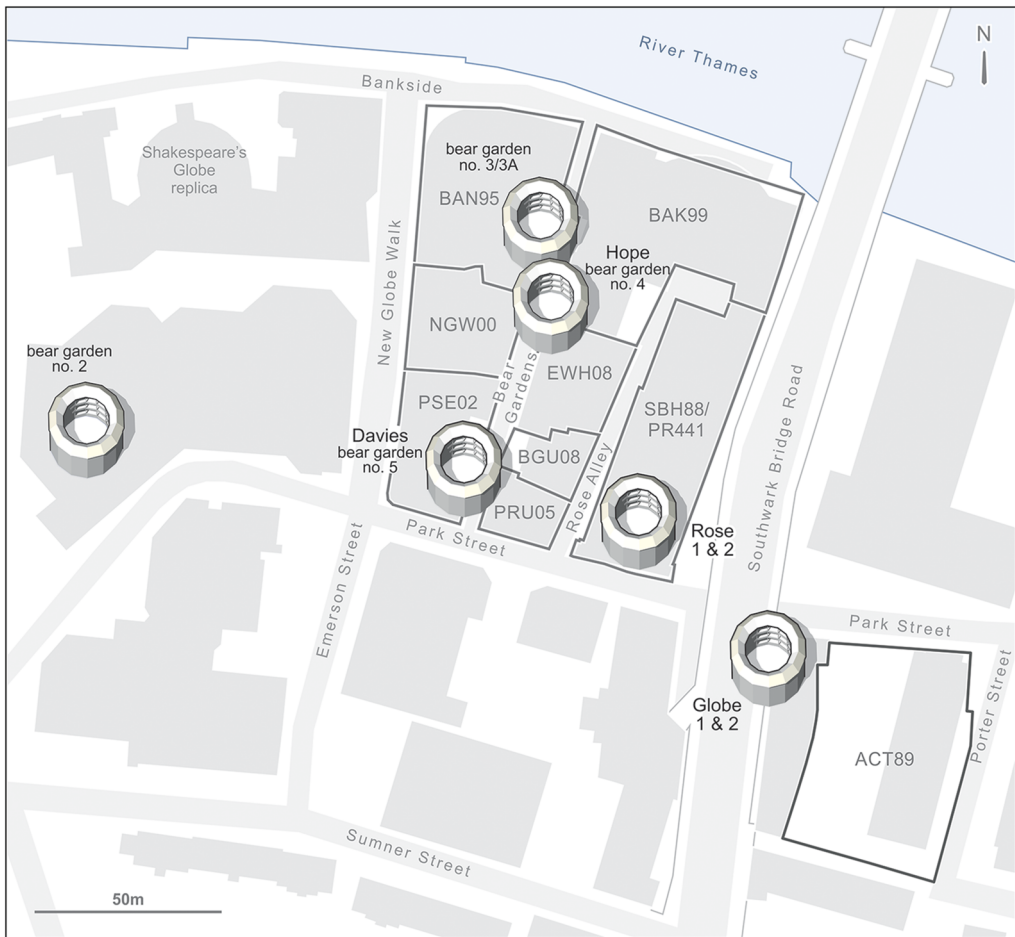 River Thames
N
Bankside
Shakespeare's
Globe
replica
bear garden
no. 3/3A
BAN95
BAK99
Hope
bear garden
no. 4
New Globe Walk
NGW00
bear garden
no. 2
Bear
Gardens
EWH08
PSE02
SBH88/
PR441
Davies
bear garden
no. 5
BGU08
Rose Alley
PRU05
Southwark Bridge Road
Park Street
Rose
1 & 2
Emerson Street
Park Street
Globe
1 & 2
Porter Street
ACT89
Sumner Street
50m